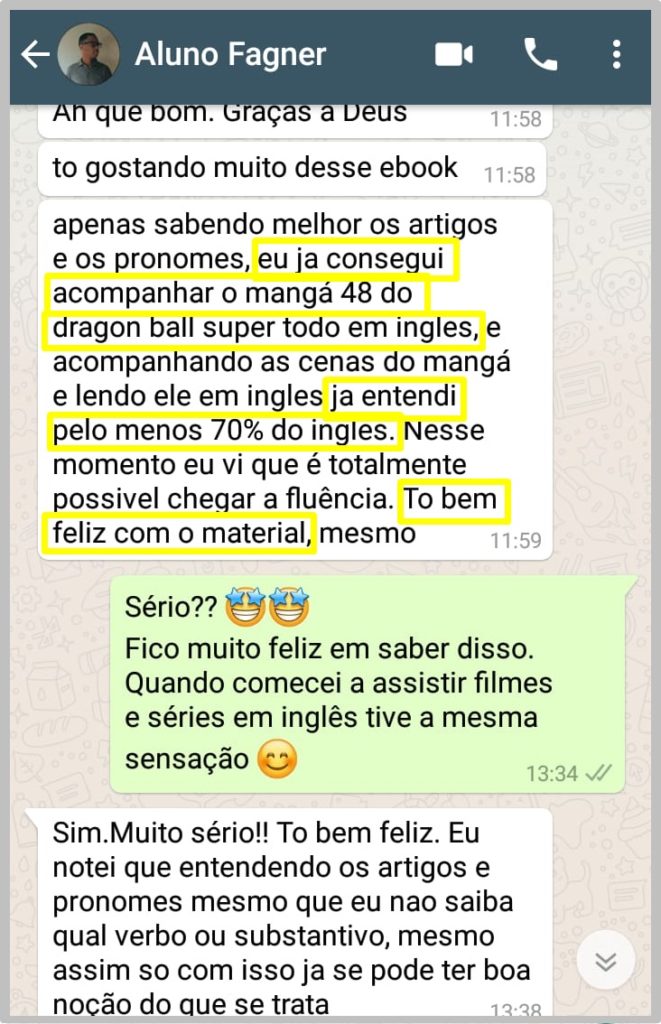 Aluno Fagner
Ah que bom. Graças a Deus
11:58
to gostando muito desse ebook
11:58
apenas sabendo melhor os artigos
e os pronomes, eu ja consegui
acompanhar o mangá 48 do
dragon ball super todo em ingles, e
acompanhando as cenas do mangá
e lendo ele em ingles ja entendi
pelo menos 70% do ingles. Nesse
momento eu vi que é totalmente
possivel chegar a fluência. To bem
feliz com o material, mesmo
11:59
Sério?? 🤩🤩
Fico muito feliz em saber disso.
Quando comecei a assistir filmes
e séries em inglês tive a mesma
sensação 😊
13:34
Sim.Muito sério!! To bem feliz. Eu
notei que entendendo os artigos e
pronomes mesmo que eu nao saiba
qual verbo ou substantivo, mesmo
assim so com isso ja se pode ter boa
noção do que se trata
13:38